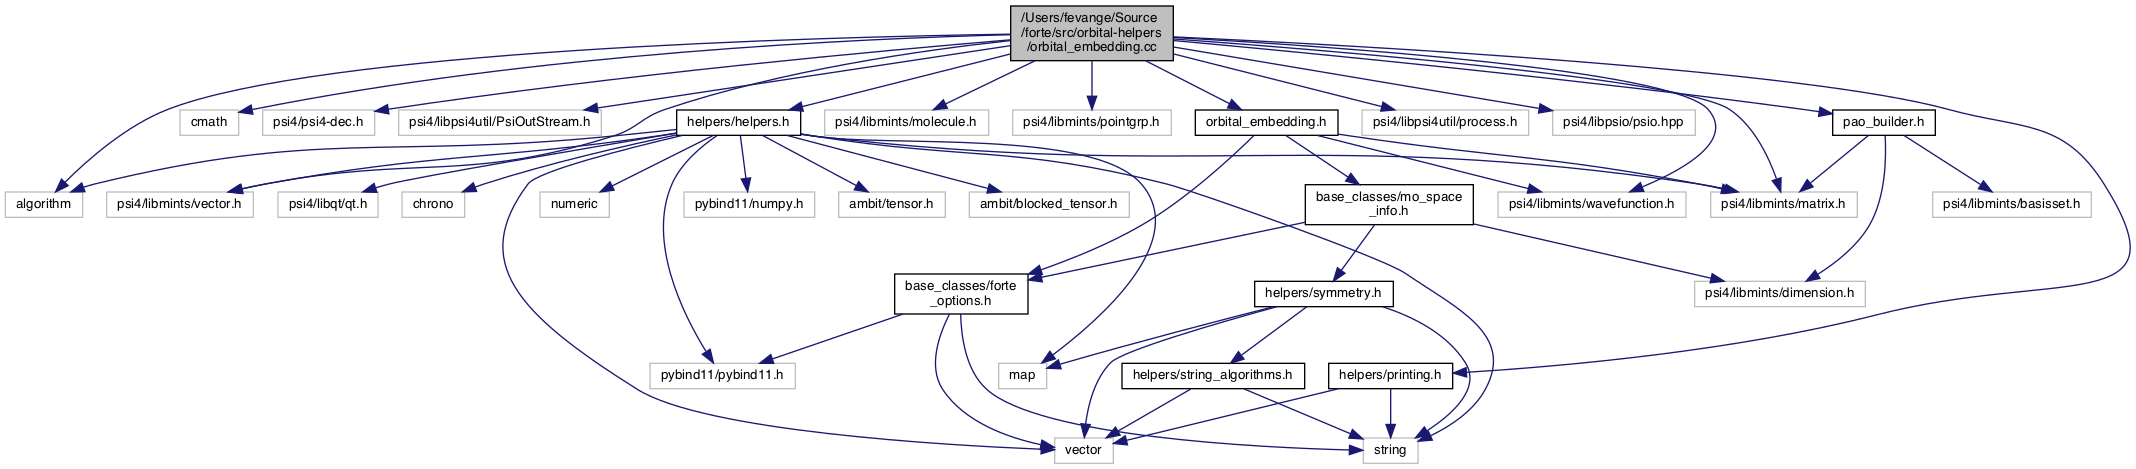 /Users/fevange/Source
/forte/src/orbital-helpers
/orbital_embedding.cc
cmath
psi4/psi4-dec.h
psi4/libpsi4util/PsiOutStream.h
helpers/helpers.h
psi4/libmints/molecule.h
psi4/libmints/pointgrp.h
orbital_embedding.h
psi4/libpsi4util/process.h
psi4/libpsio/psio.hpp
pao_builder.h
algorithm
psi4/libmints/vector.h
psi4/libqt/qt.h
chrono
numeric
pybind11/numpy.h
ambit/tensor.h
ambit/blocked_tensor.h
base_classes/mo_space
_info.h
psi4/libmints/wavefunction.h
psi4/libmints/matrix.h
psi4/libmints/basisset.h
base_classes/forte
_options.h
helpers/symmetry.h
psi4/libmints/dimension.h
pybind11/pybind11.h
map
helpers/string_algorithms.h
helpers/printing.h
vector
string